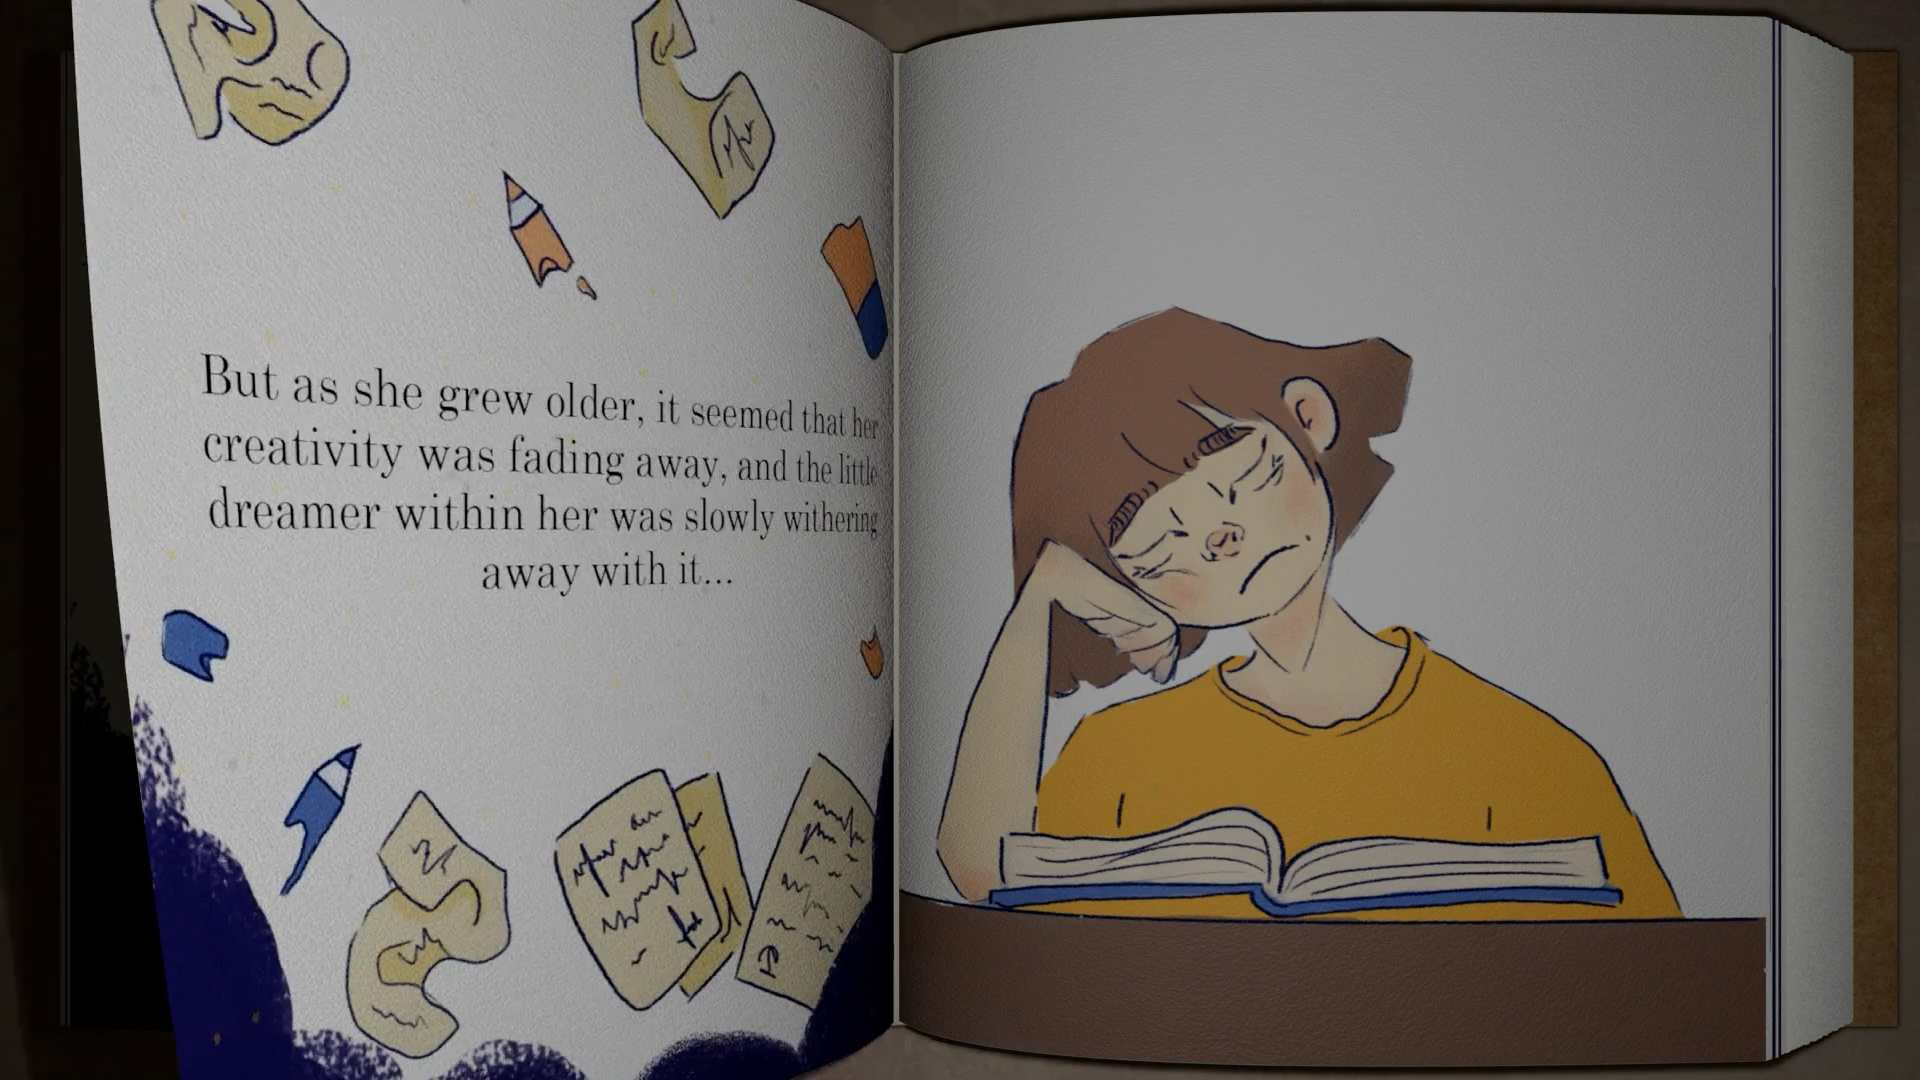 But as she grew older, it seemed that her
creativity was fading away, and the little
dreamer within her was slowly withering
away with it...